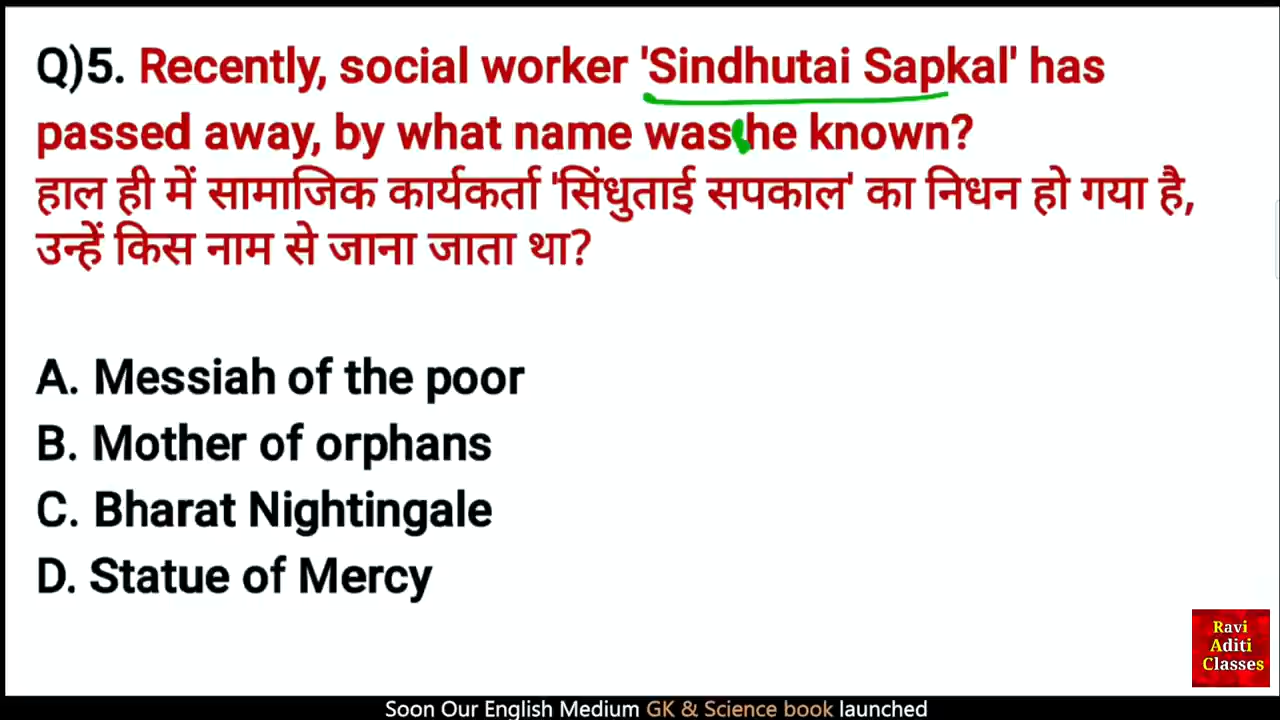 Q)5. Recently, social worker 'Sindhutai Sapkal' has
passed away, by what name was he known?
हाल ही में सामाजिक कार्यकर्ता 'सिंधुताई सपकाल' का निधन हो गया है,
उन्हें किस नाम से जाना जाता था?
A. Messiah of the poor
B. Mother of orphans
C. Bharat Nightingale
D. Statue of Mercy
Ravi
Aditi
Classes
Soon Our English Medium GK & Science book launched